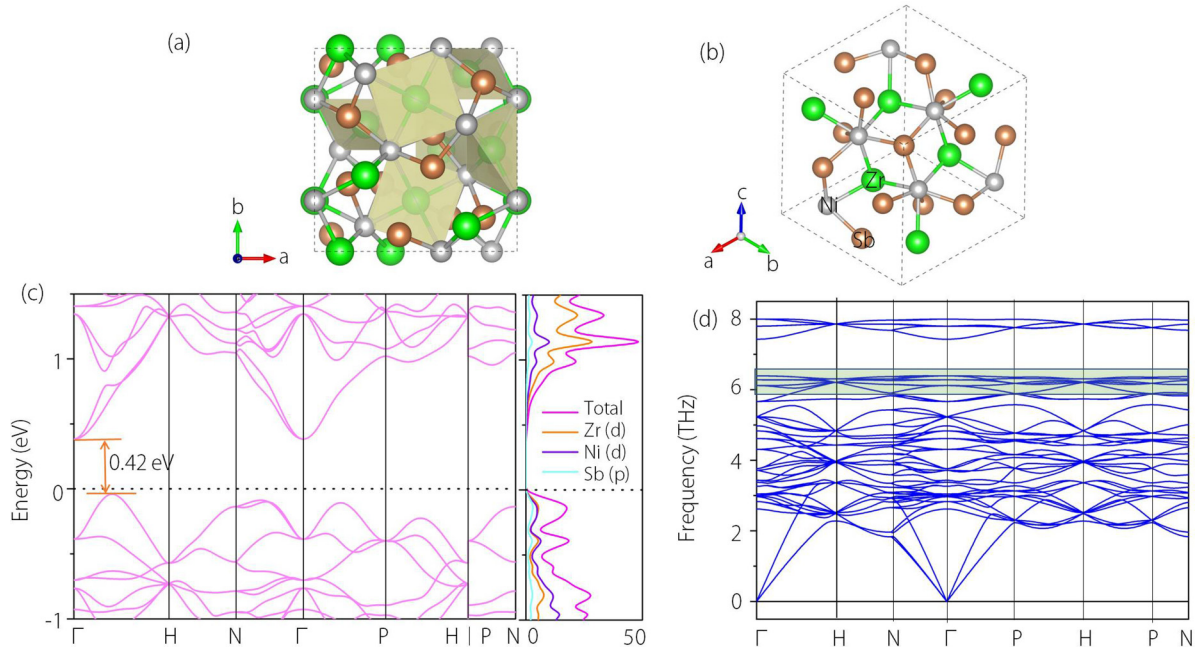 (a)
b
a
(b)
Zr
Ni
Sb
c
a
b
(c)
Energy (eV)
1
0
-1
0.42 eV
Γ H N Γ P H | P N
Total
Zr (d)
Ni (d)
Sb (p)
0 50
(d)
Frequency (THz)
8
6
4
2
0
Γ H N Γ P H P N